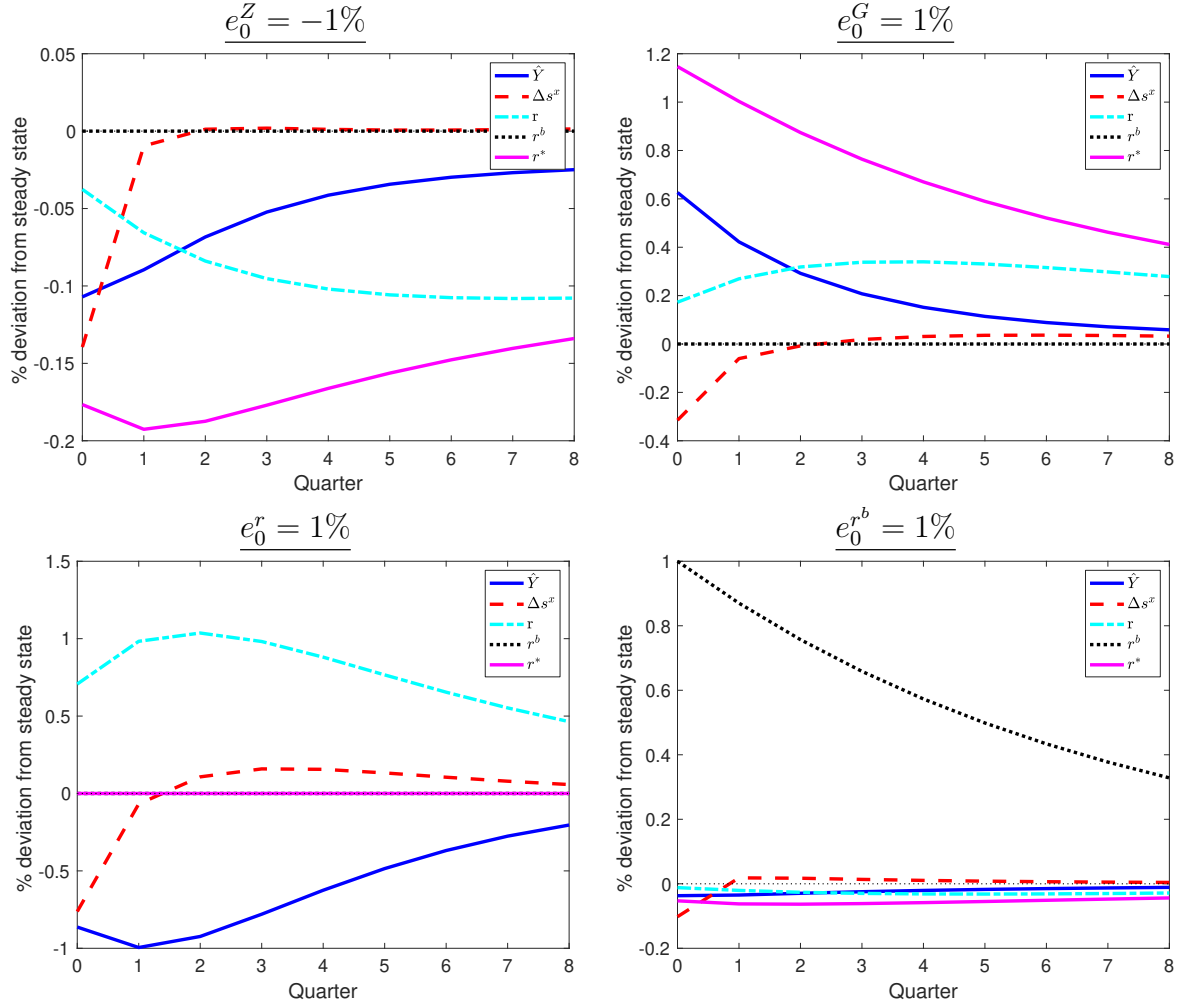 e_0^Z = −1%
% deviation from steady state
0.05
0
-0.05
-0.1
-0.15
-0.2
Ŷ
Δs^x
r
r^b
r^*
0 1 2 3 4 5 6 7 8
Quarter
e_0^G = 1%
% deviation from steady state
1.2
1
0.8
0.6
0.4
0.2
0
-0.2
-0.4
Ŷ
Δs^x
r
r^b
r^*
0 1 2 3 4 5 6 7 8
Quarter
e_0^r = 1%
% deviation from steady state
1.5
1
0.5
0
-0.5
-1
Ŷ
Δs^x
r
r^b
r^*
0 1 2 3 4 5 6 7 8
Quarter
e_0^{r^b} = 1%
% deviation from steady state
1
0.8
0.6
0.4
0.2
0
-0.2
Ŷ
Δs^x
r
r^b
r^*
0 1 2 3 4 5 6 7 8
Quarter